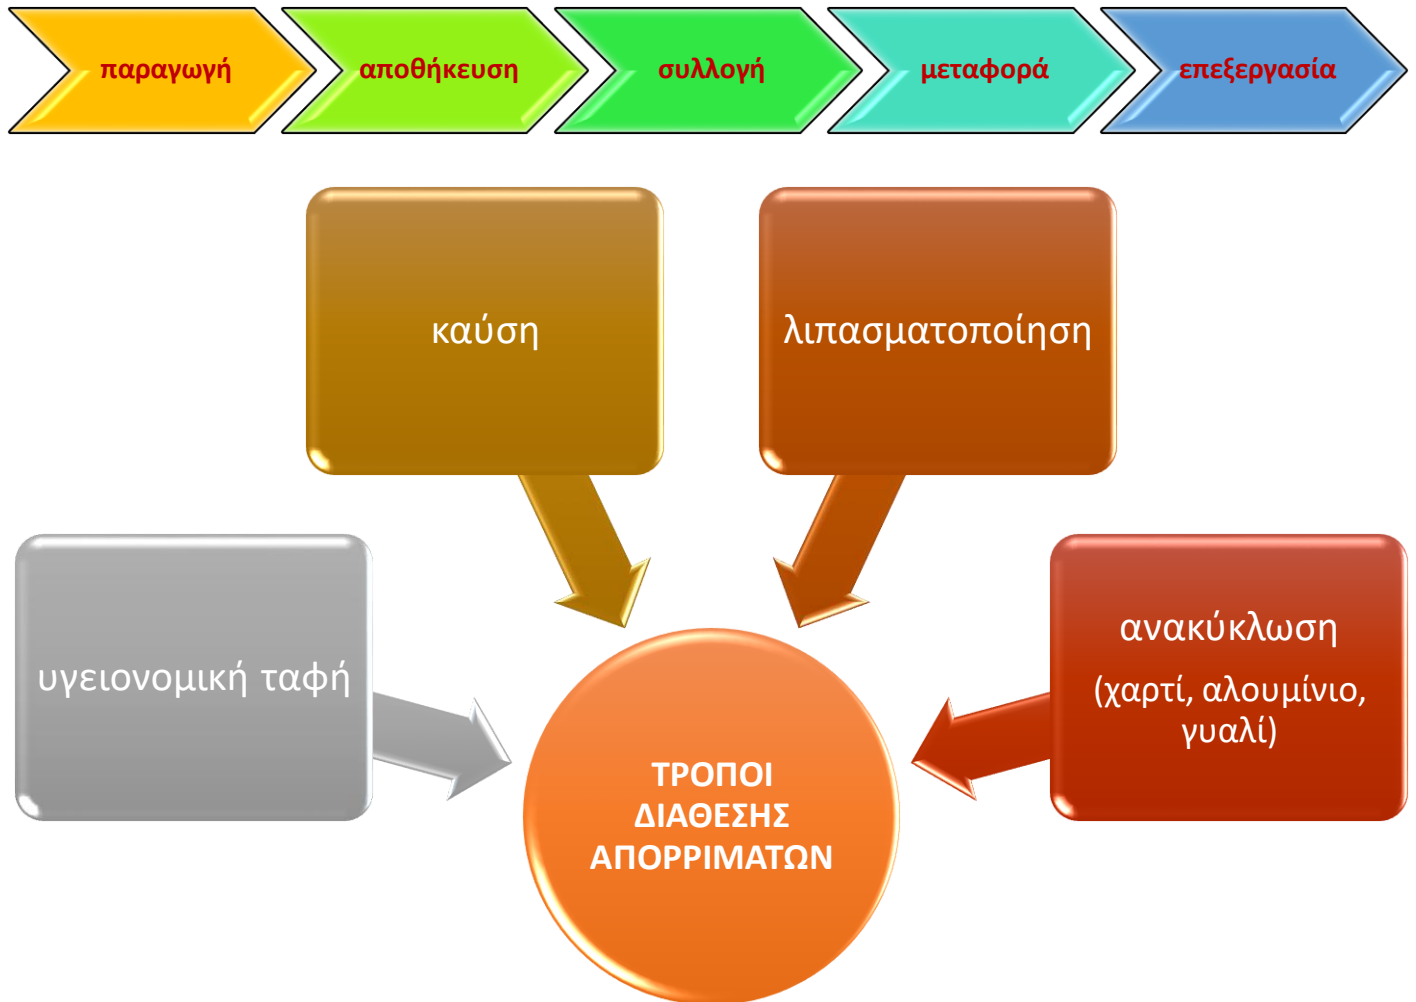 παραγωγή
αποθήκευση
συλλογή
μεταφορά
επεξεργασία
καύση
λιπασματοποίηση
υγειονομική ταφή
ανακύκλωση
(χαρτί, αλουμίνιο,
γυαλί)
ΤΡΟΠΟΙ
ΔΙΑΘΕΣΗΣ
ΑΠΟΡΡΙΜΑΤΩΝ